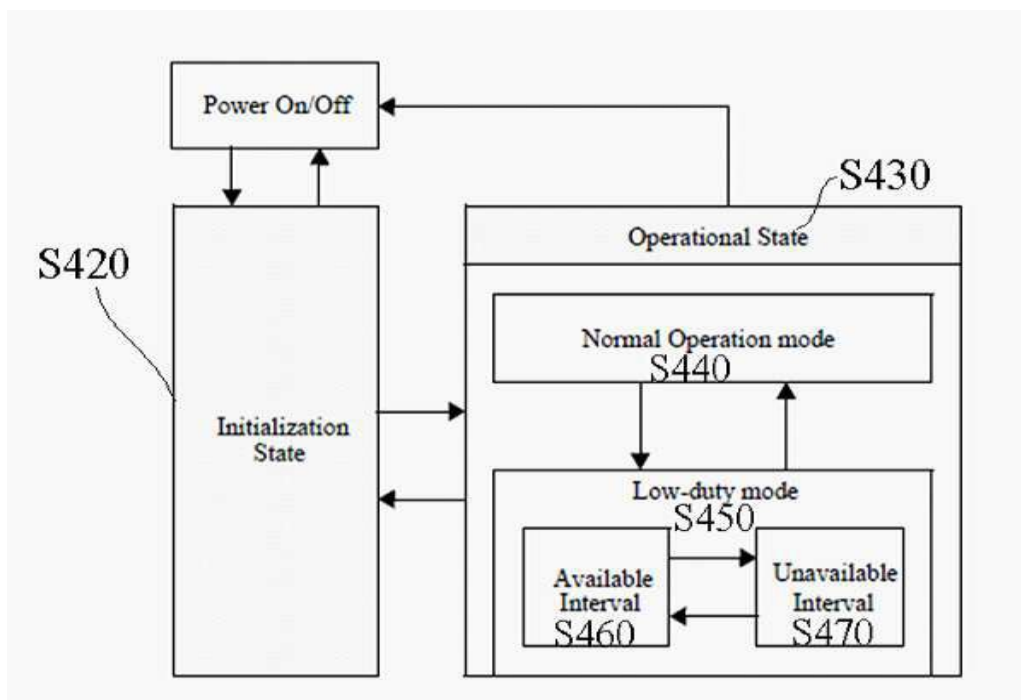 Power On/Off
S430
Operational State
S420
Normal Operation mode
S440
Initialization
State
Low-duty mode
S450
Available
Interval
S460
Unavailable
Interval
S470